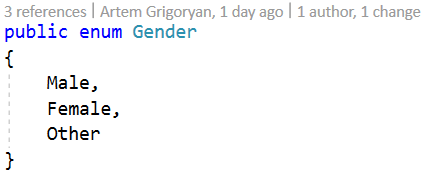 3 references | Artem Grigoryan, 1 day ago | 1 author, 1 change
public enum Gender
{
    Male,
    Female,
    Other
}